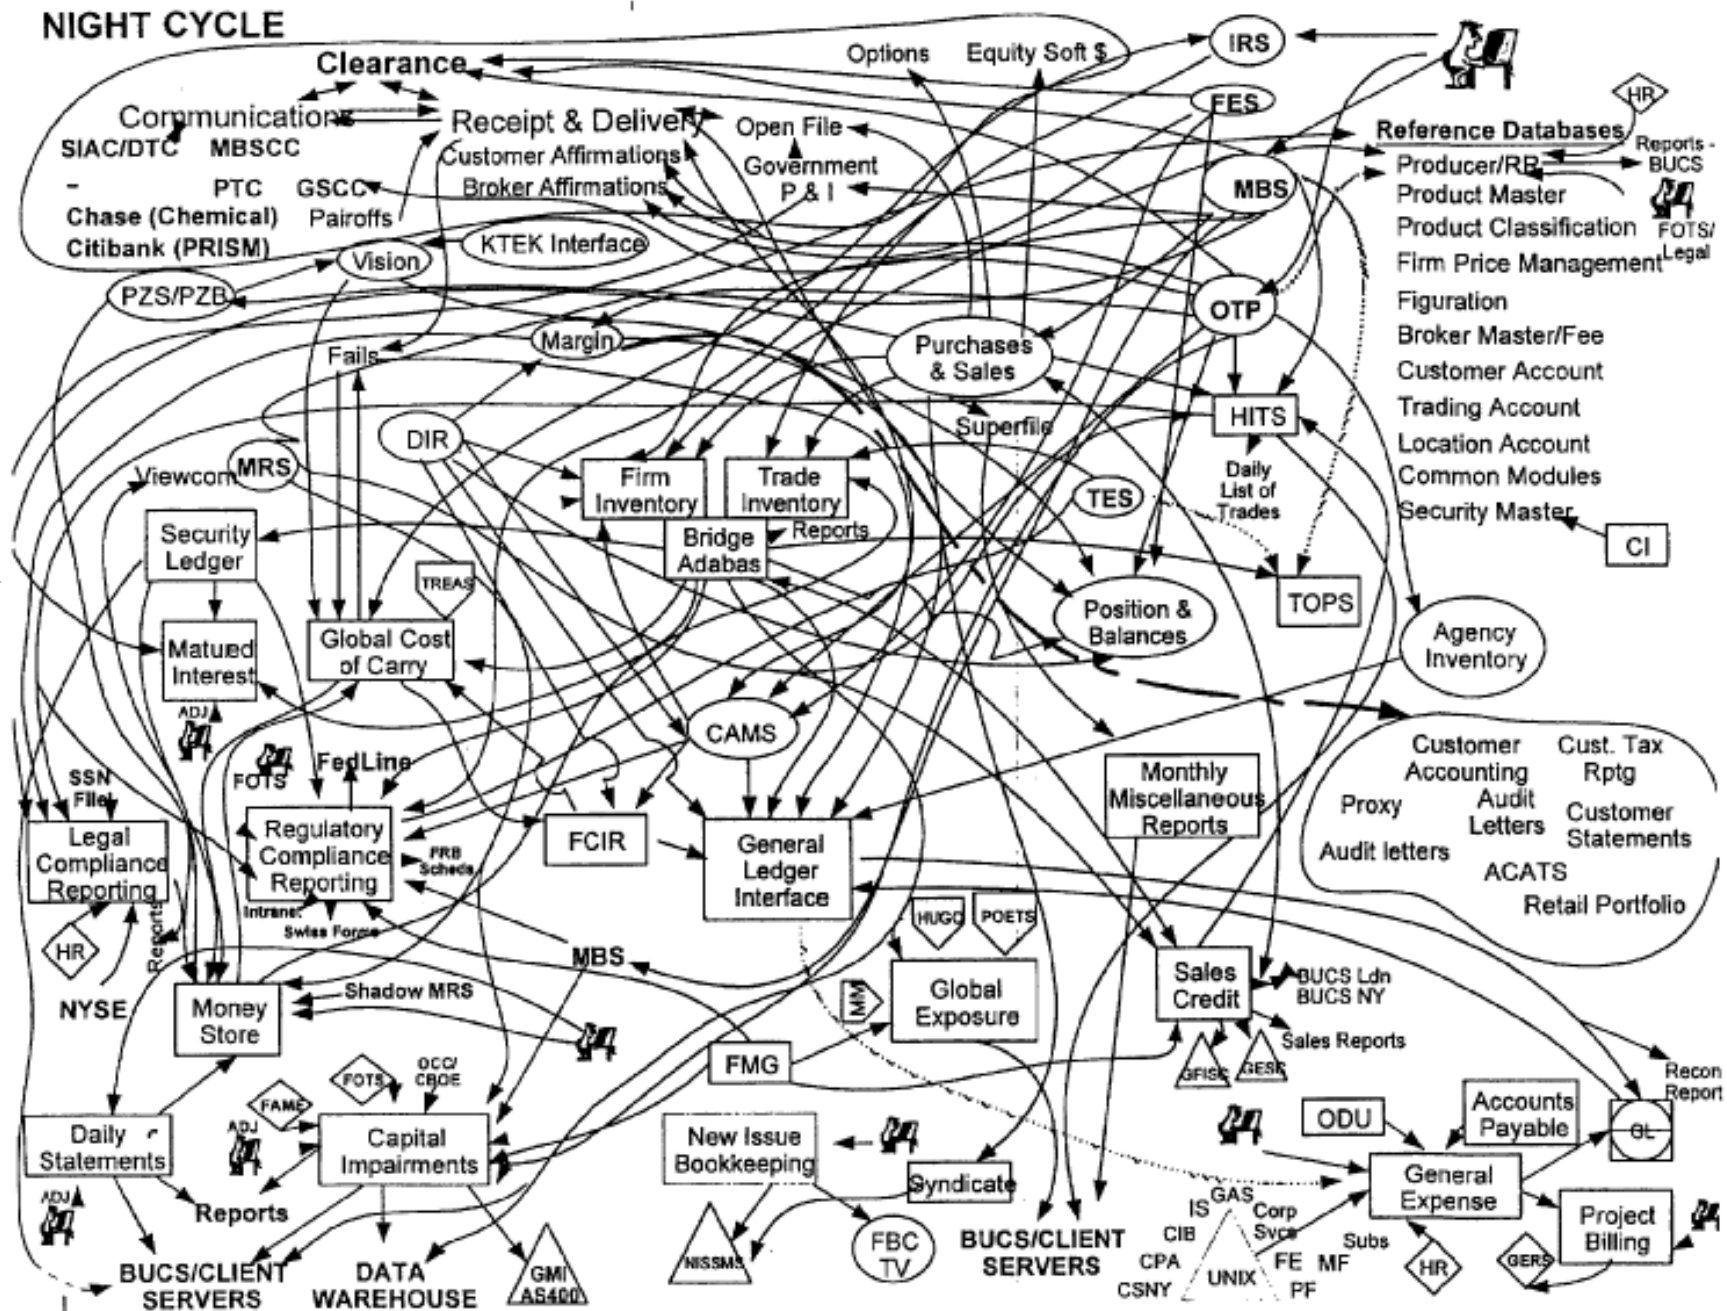 NIGHT CYCLE
Clearance
Communications
SIAC/DTC
MBSCC
PTC
GSCC
Chase (Chemical)
Pairoffs
Citibank (PRISM)
Receipt & Delivery
Customer Affirmations
Broker Affirmations
Options
Equity Soft $
Open File
Government
P & I
IRS
FES
MBS
OTP
HR
Reference Databases
Producer/RR
Product Master
Product Classification
Firm Price Management
Figuration
Broker Master/Fee
Customer Account
Trading Account
Location Account
Common Modules
Security Master
Reports -
BUCS
FOTS/
Legal
CI
KTEK Interface
Vision
PZS/PZB
Margin
Fails
Purchases
& Sales
Superfile
HITS
Daily
List of
Trades
DIR
MRS
Viewcom
Firm
Inventory
Trade
Inventory
Bridge
Adabas
Reports
TES
TOPS
Security
Ledger
TREAS
Matued
Interest
ADJ
Global Cost
of Carry
Position &
Balances
Agency
Inventory
CAMS
FOTS
FedLine
SSN
File
Legal
Compliance
Reporting
Regulatory
Compliance
Reporting
FRB
Scheds
Intranet
Swiss Forms
FCIR
General
Ledger
Interface
Monthly
Miscellaneous
Reports
Customer
Accounting
Cust. Tax
Rptg
Proxy
Audit
Letters
Customer
Statements
Audit letters
ACATS
Retail Portfolio
HR
Reports
NYSE
Money
Store
Shadow MRS
MBS
HUGO
POETS
MM
Global
Exposure
Sales
Credit
BUCS Ldn
BUCS NY
Sales Reports
GFISC
GESC
FMG
Recon
Report
FOTS
OCC/
CBOE
FAME
ADJ
Daily
Statements
Capital
Impairments
New Issue
Bookkeeping
Syndicate
ODU
Accounts
Payable
GL
General
Expense
Project
Billing
ADJ
Reports
BUCS/CLIENT
SERVERS
DATA
WAREHOUSE
GMI
AS400
NISSMS
FBC
TV
BUCS/CLIENT
SERVERS
GAS
IS
Corp
Svcs
CIB
CPA
CSNY
UNIX
FE
MF
PF
Subs
HR
GERS